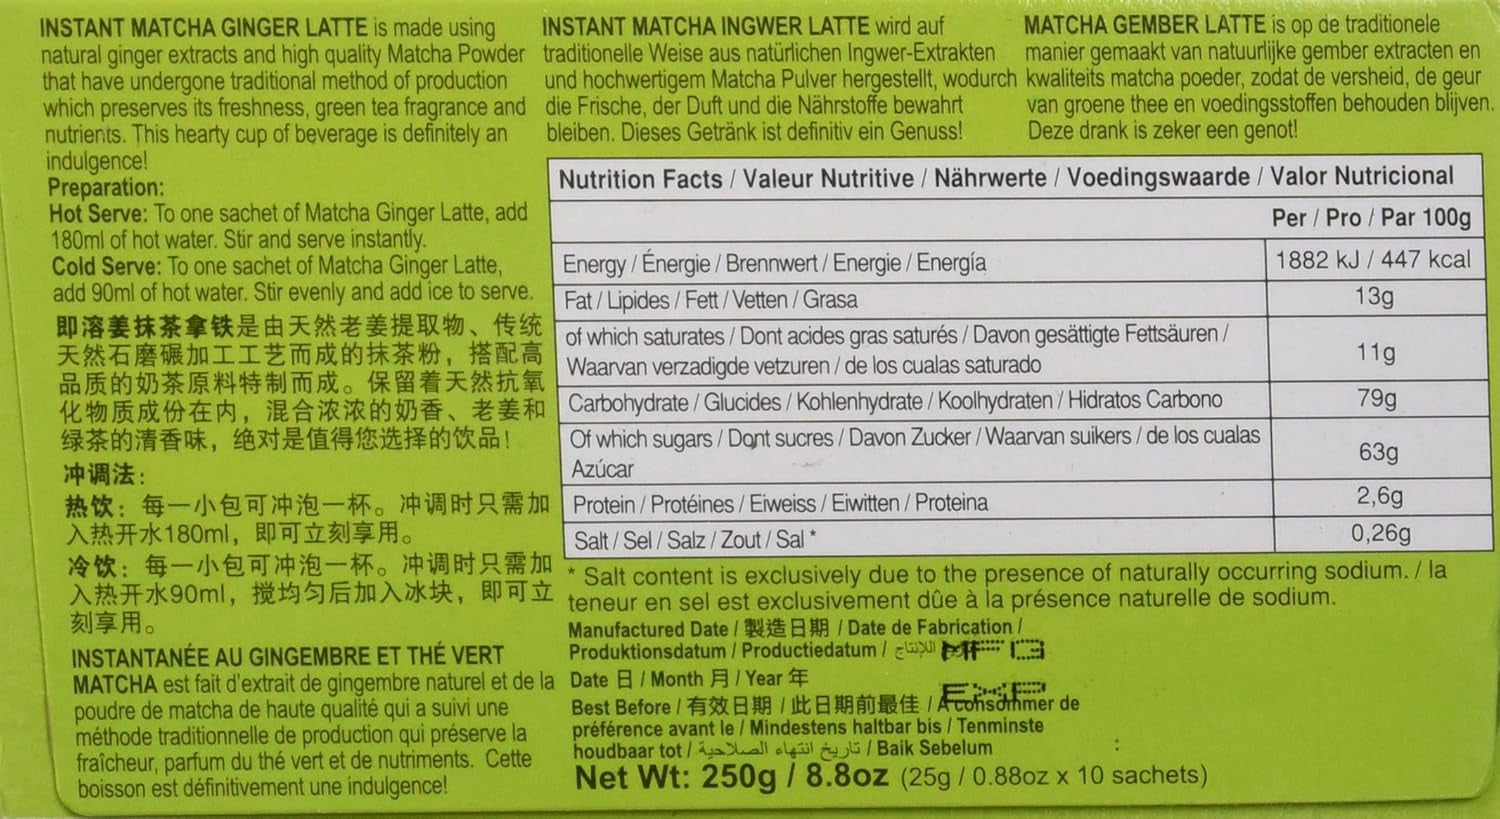 INSTANT MATCHA GINGER LATTE is made using
natural ginger extracts and high quality Matcha Powder
that have undergone traditional method of production
which preserves its freshness, green tea fragrance and
nutrients. This hearty cup of beverage is definitely an
indulgence!
Preparation:
Hot Serve: To one sachet of Matcha Ginger Latte, add
180ml of hot water. Stir and serve instantly.
Cold Serve: To one sachet of Matcha Ginger Latte,
add 90ml of hot water. Stir evenly and add ice to serve.
即溶姜抹茶拿铁是由天然老姜提取物、传统
天然石磨碾加工工艺而成的抹茶粉，搭配高
品质的奶茶原料特制而成。保留着天然抗氧
化物质成份在内，混合浓浓的奶香、老姜和
绿茶的清香味，绝对是值得您选择的饮品！
冲调法：
热饮：每一小包可冲泡一杯。冲调时只需加
入热开水180ml，即可立刻享用。
冷饮：每一小包可冲泡一杯。冲调时只需加
入热开水90ml，搅均匀后加入冰块，即可立
刻享用。
INSTANTANÉE AU GINGEMBRE ET THÉ VERT
MATCHA est fait d'extrait de gingembre naturel et de la
poudre de matcha de haute qualité qui a suivi une
méthode traditionnelle de production qui préserve la
fraîcheur, parfum du thé vert et de nutriments. Cette
boisson est définitivement une indulgence!
INSTANT MATCHA INGWER LATTE wird auf
traditionelle Weise aus natürlichen Ingwer-Extrakten
und hochwertigem Matcha Pulver hergestellt, wodurch
die Frische, der Duft und die Nährstoffe bewahrt
bleiben. Dieses Getränk ist definitiv ein Genuss!
MATCHA GEMBER LATTE is op de traditionele
manier gemaakt van natuurlijke gember extracten en
kwaliteits matcha poeder, zodat de versheid, de geur
van groene thee en voedingsstoffen behouden blijven.
Deze drank is zeker een genot!
Nutrition Facts / Valeur Nutritive / Nährwerte / Voedingswaarde / Valor Nutricional
Per / Pro / Par 100g
Energy / Énergie / Brennwert / Energie / Energía 1882 kJ / 447 kcal
Fat / Lipides / Fett / Vetten / Grasa 13g
of which saturates / Dont acides gras saturés / Davon gesättigte Fettsäuren /
Waarvan verzadigde vetzuren / de los cualas saturado 11g
Carbohydrate / Glucides / Kohlenhydrate / Koolhydraten / Hidratos Carbono 79g
Of which sugars / Dont sucres / Davon Zucker / Waarvan suikers / de los cualas
Azúcar 63g
Protein / Protéines / Eiweiss / Eiwitten / Proteina 2,6g
Salt / Sel / Salz / Zout / Sal * 0,26g
* Salt content is exclusively due to the presence of naturally occurring sodium. / la
teneur en sel est exclusivement dûe à la présence naturelle de sodium.
Manufactured Date / 製造日期 / Date de Fabrication /
Produktionsdatum / Productiedatum / تاريخ الإنتاج MFG
Date 日 / Month 月 / Year 年
EXP
Best Before / 有效日期 / 此日期前最佳 / A consommer de
préférence avant le / Mindestens haltbar bis / Tenminste
houdbaar tot / تاريخ انتهاء الصلاحية / Baik Sebelum :
Net Wt: 250g / 8.8oz (25g / 0.88oz x 10 sachets)